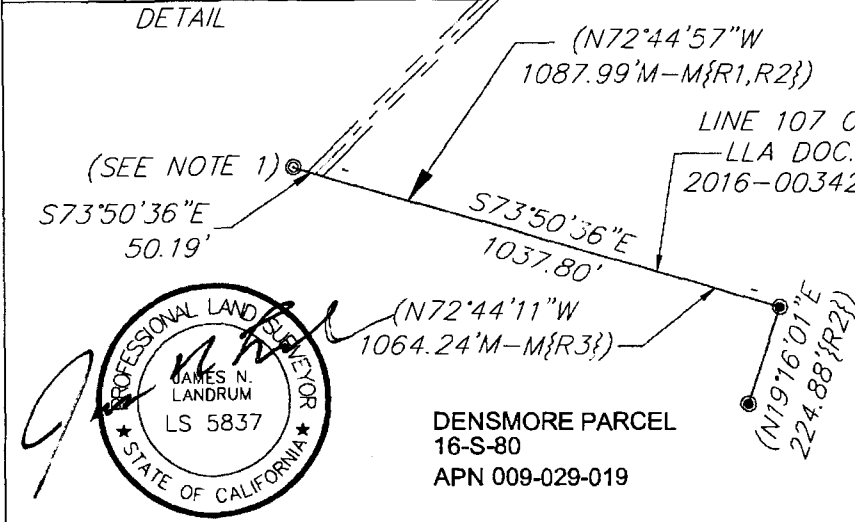 DETAIL
(N72°44'57"W
1087.99'M-M{R1,R2})
LINE 107 O
LLA DOC.
2016-00342
(SEE NOTE 1)
S73°50'36"E
50.19'
S73°50'36"E
1037.80'
(N72°44'11"W
1064.24'M-M{R3})
(N19°16'01"E
224.88'{R2})
PROFESSIONAL LAND SURVEYOR
JAMES N.
LANDRUM
LS 5837
★ STATE OF CALIFORNIA ★
DENSMORE PARCEL
16-S-80
APN 009-029-019